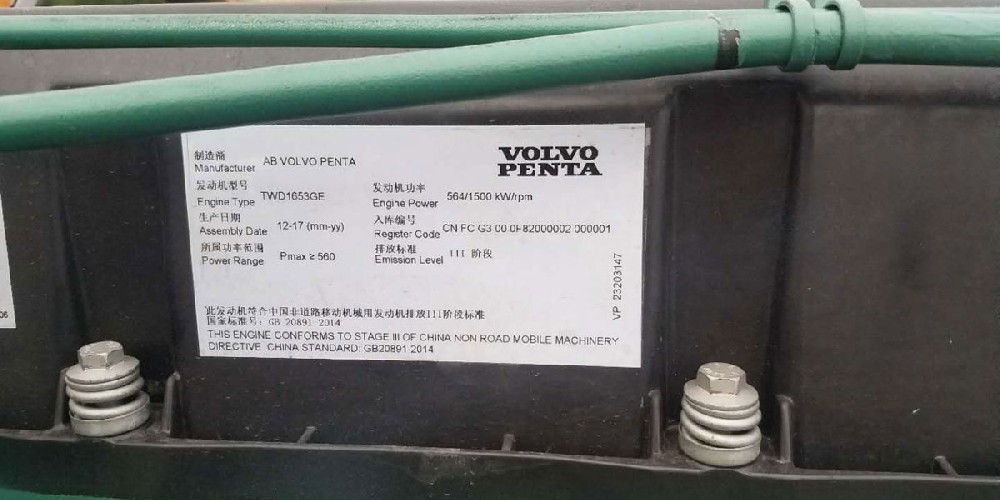 制造商
Manufacturer AB VOLVO PENTA
VOLVO
PENTA
发动机型号
Engine Type TWD1653GE
发动机功率
Engine Power 564/1500 kW/rpm
生产日期
Assembly Date 12-17 (mm-yy)
入库编号
Register Code CN FC G3 00 0F82000002 000001
所属功率范围
Power Range Pmax ≥ 560
排放标准
Emission Level III 阶段
VP 23203147
此发动机符合中国非道路移动机械用发动机排放III阶段标准
国家标准号: GB 20891-2014
THIS ENGINE CONFORMS TO STAGE III OF CHINA NON ROAD MOBILE MACHINERY
DIRECTIVE. CHINA STANDARD: GB20891-2014
06